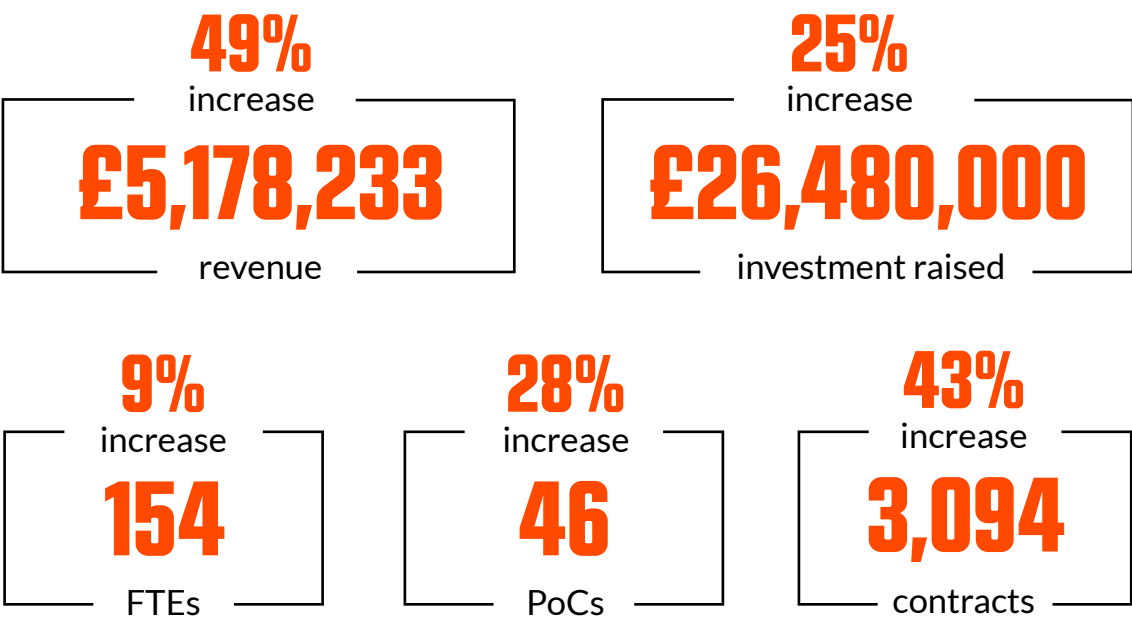 49%
increase
£5,178,233
revenue
25%
increase
£26,480,000
investment raised
9%
increase
154
FTEs
28%
increase
46
PoCs
43%
increase
3,094
contracts